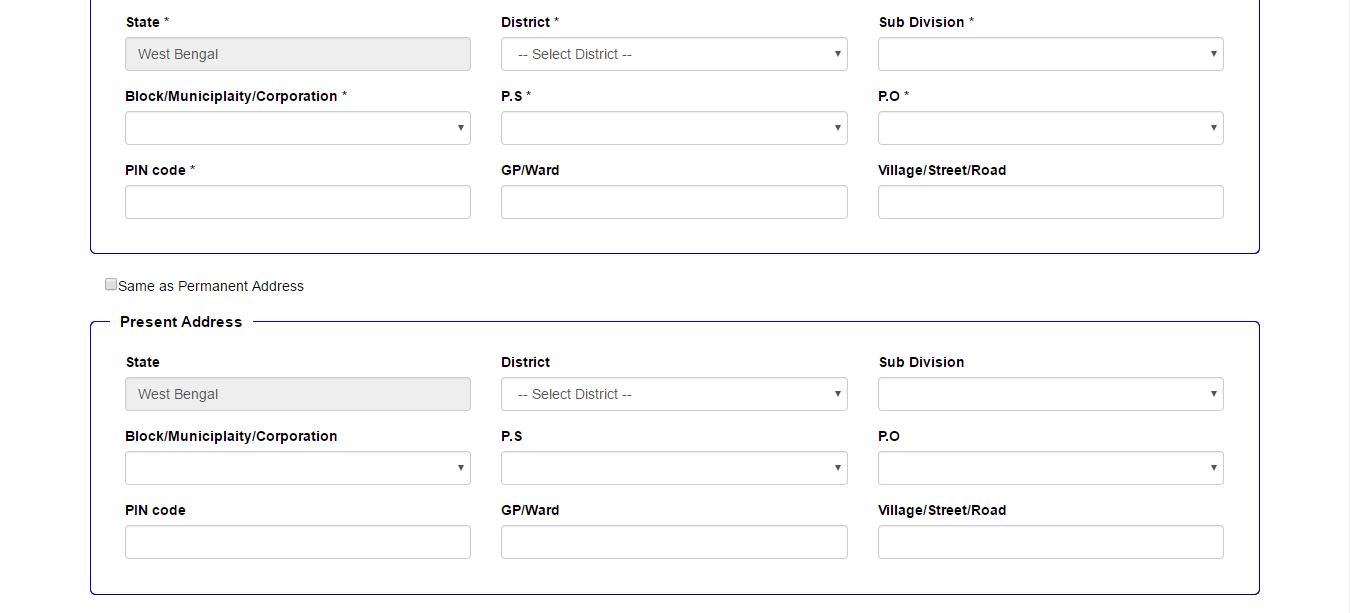 State * District * Sub Division *
West Bengal -- Select District --
Block/Municiplaity/Corporation * P.S * P.O *
PIN code * GP/Ward Village/Street/Road
Same as Permanent Address
Present Address
State District Sub Division
West Bengal -- Select District --
Block/Municiplaity/Corporation P.S P.O
PIN code GP/Ward Village/Street/Road